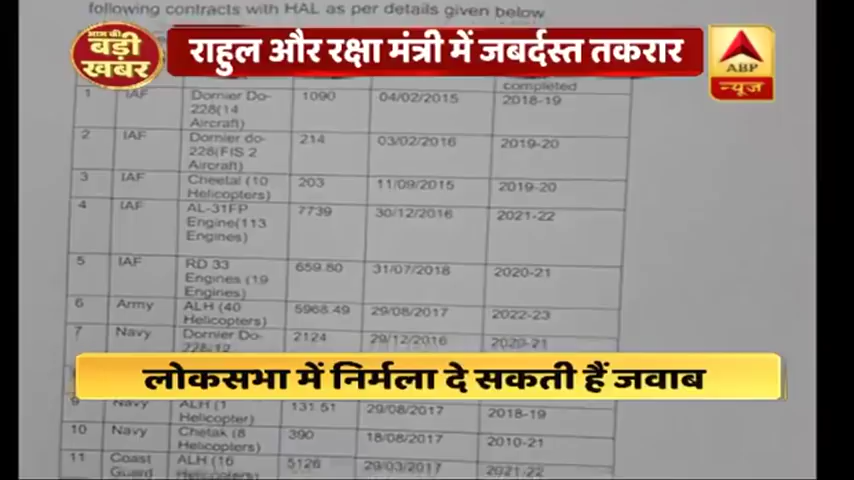 following contracts with HAL as per details given below
आज की
बड़ी
खबर
राहुल और रक्षा मंत्री में जबर्दस्त तकरार
ABP
न्यूज़
completed
1 IAF Dornier Do-228(14 Aircraft) 1090 04/02/2015 2018-19
2 IAF Dornier do-228(FIS 2 Aircraft) 214 03/02/2016 2019-20
3 IAF Cheetal (10 Helicopters) 203 11/09/2015 2019-20
4 IAF AL-31FP Engine(113 Engines) 7739 30/12/2016 2021-22
5 IAF RD 33 Engines (19 Engines) 659.80 31/07/2018 2020-21
6 Army ALH (40 Helicopters) 5968.49 29/08/2017 2022-23
7 Navy Dornier Do-228-12 2124 29/12/2016 2020-21
लोकसभा में निर्मला दे सकती हैं जवाब
9 Navy ALH (1 Helicopter) 131.51 29/08/2017 2018-19
10 Navy Chetak (8 Helicopters) 390 18/08/2017 2010-21
11 Coast Guard ALH (16 Helicopters) 5126 29/03/2017 2021-22